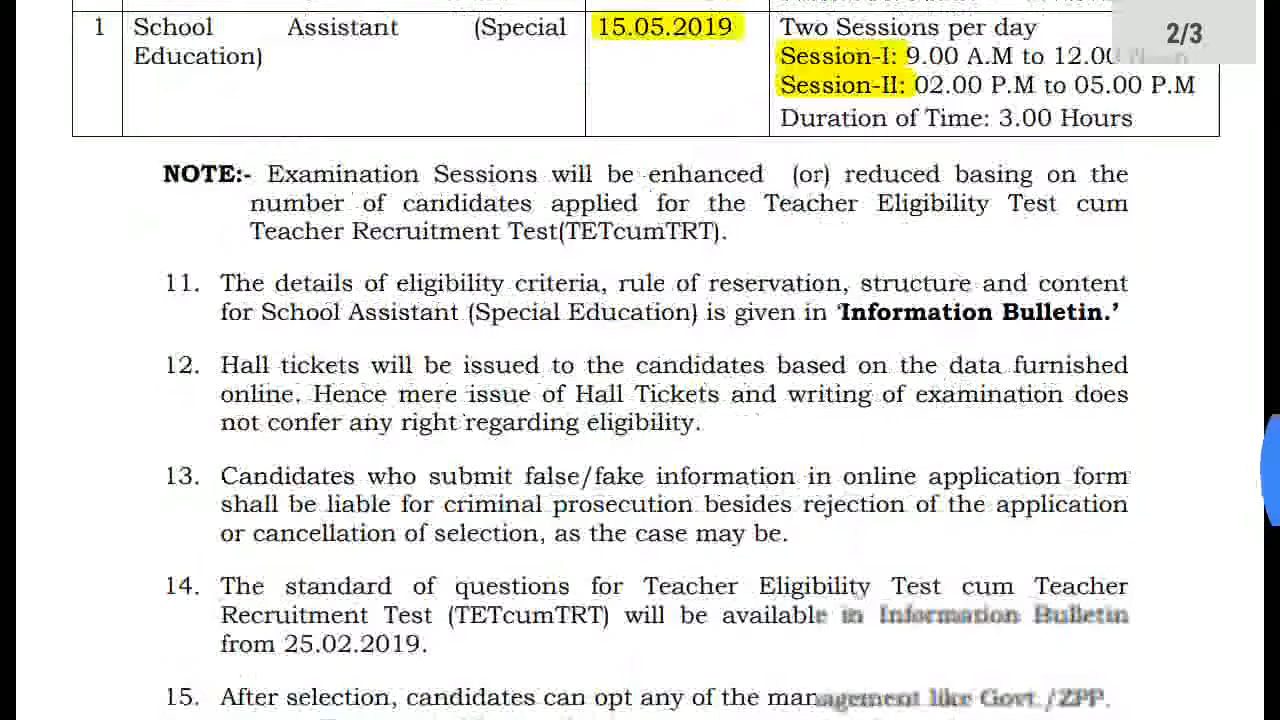 1 School Assistant (Special 15.05.2019 Two Sessions per day
2/3
Education) Session-I: 9.00 A.M to 12.00
Session-II: 02.00 P.M to 05.00 P.M
Duration of Time: 3.00 Hours
NOTE:- Examination Sessions will be enhanced (or) reduced basing on the
number of candidates applied for the Teacher Eligibility Test cum
Teacher Recruitment Test(TETcumTRT).
11. The details of eligibility criteria, rule of reservation, structure and content
for School Assistant (Special Education) is given in ‘Information Bulletin.’
12. Hall tickets will be issued to the candidates based on the data furnished
online. Hence mere issue of Hall Tickets and writing of examination does
not confer any right regarding eligibility.
13. Candidates who submit false/fake information in online application form
shall be liable for criminal prosecution besides rejection of the application
or cancellation of selection, as the case may be.
14. The standard of questions for Teacher Eligibility Test cum Teacher
Recruitment Test (TETcumTRT) will be available in Information Bulletin
from 25.02.2019.
15. After selection, candidates can opt any of the management like Govt./ZPP.